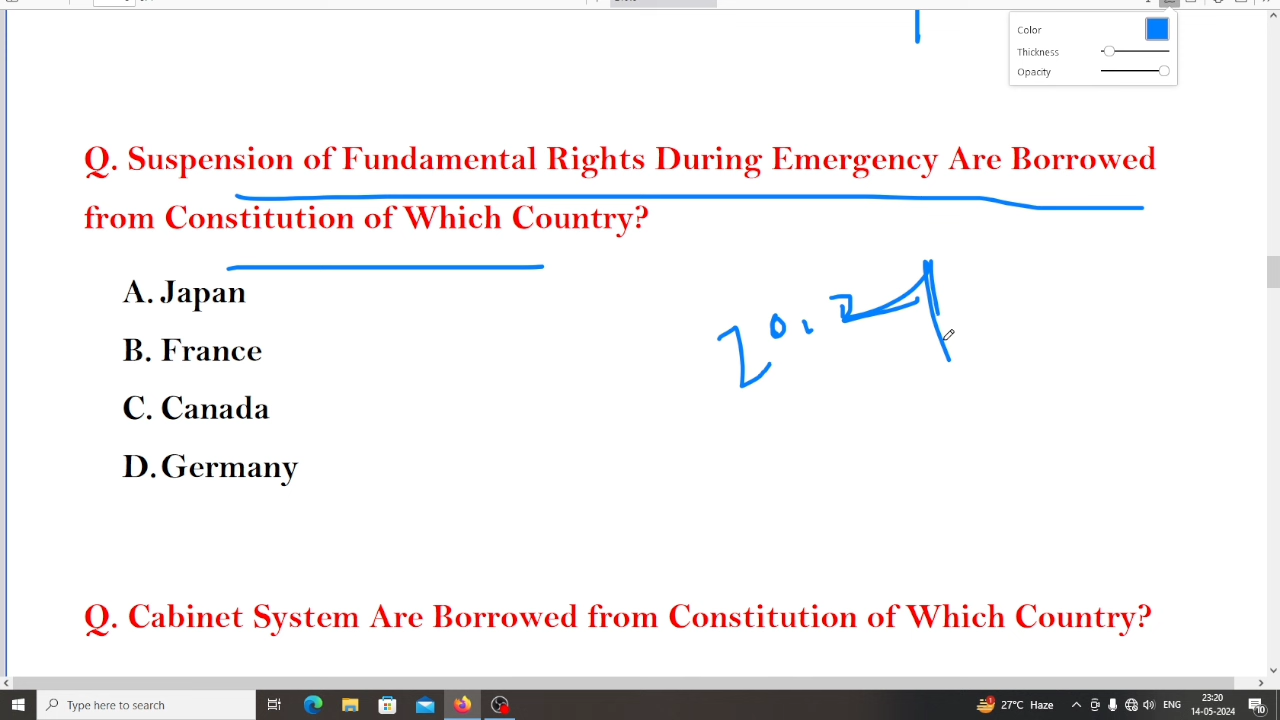 Color
Thickness
Opacity
Q. Suspension of Fundamental Rights During Emergency Are Borrowed
from Constitution of Which Country?
A. Japan
B. France
C. Canada
D. Germany
Q. Cabinet System Are Borrowed from Constitution of Which Country?
Type here to search
27°C Haze
ENG
23:20
14-05-2024